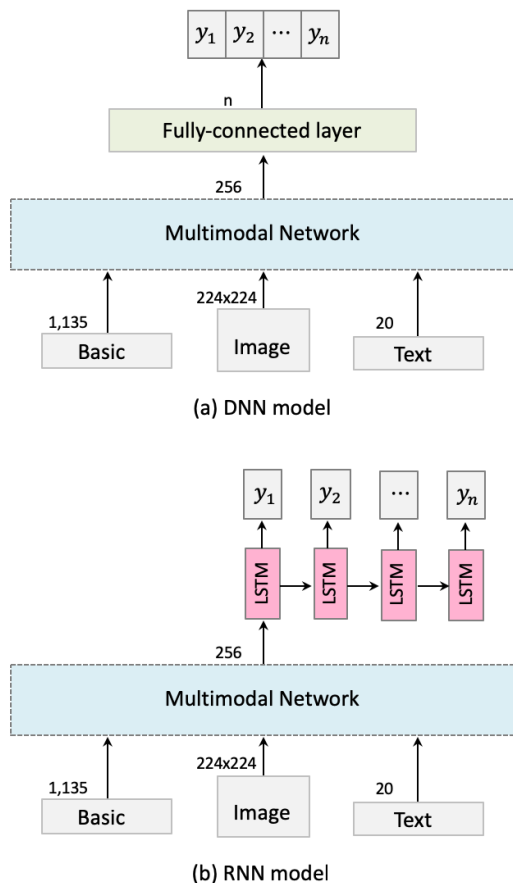 y₁ y₂ ⋯ yₙ
n
Fully-connected layer
256
Multimodal Network
1,135 224x224 20
Basic Image Text
(a) DNN model
y₁ y₂ ⋯ yₙ
LSTM LSTM LSTM LSTM
256
Multimodal Network
1,135 224x224 20
Basic Image Text
(b) RNN model